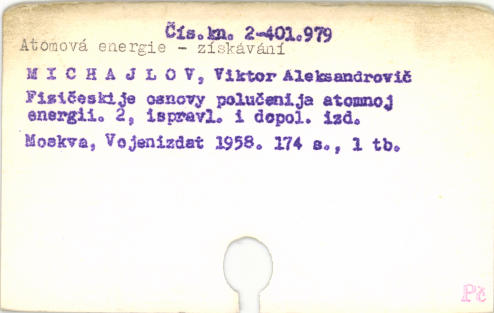 Čís.kn. 2-401.979
Atomová energie - získávání
M I C H A J L O V, Viktor Aleksandrovič
Fizičeskije osnovy polučenija atomnoj
energii. 2, ispravl. i dopol. izd.
Moskva, Vojenizdat 1958. 174 s., 1 tb.
Pč